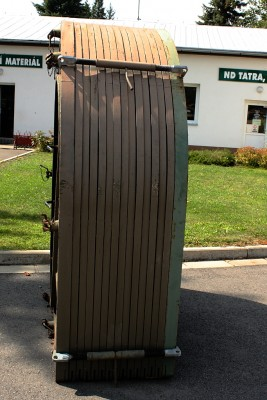 Í MATERIÁL
ND TATRA,